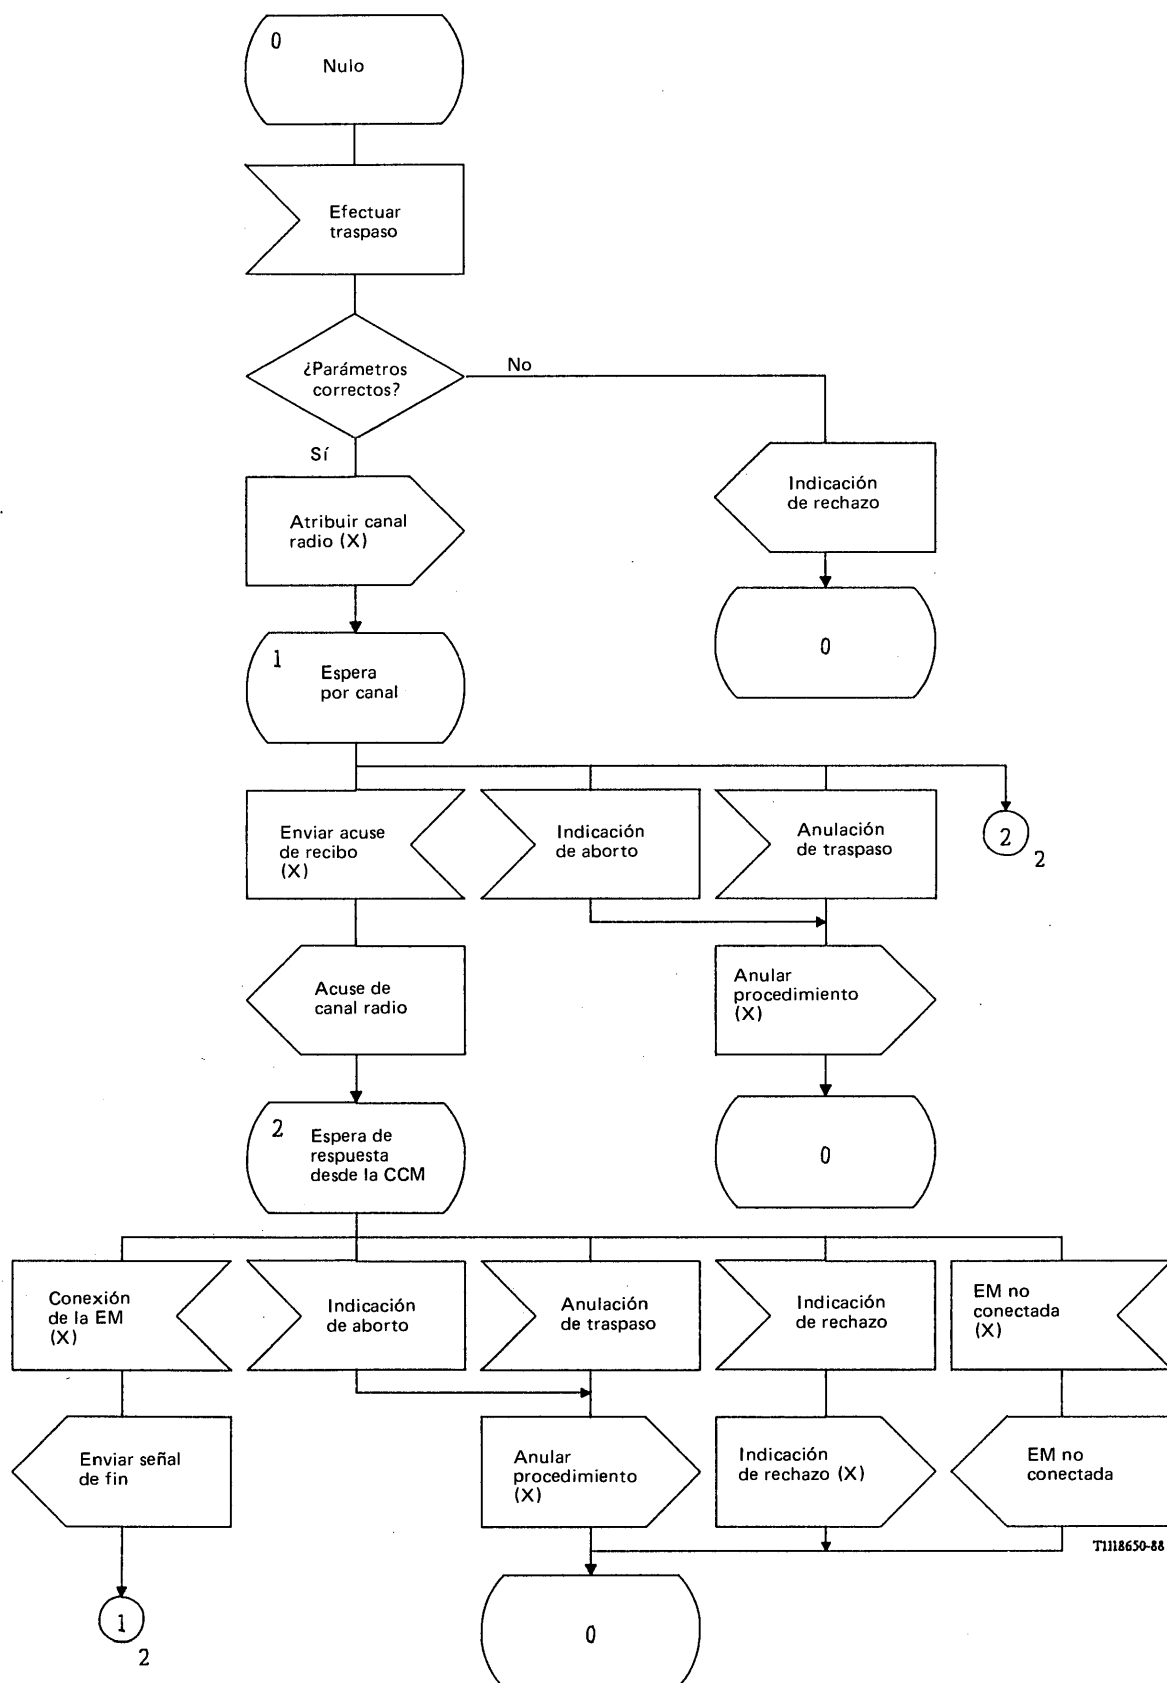 0
Nulo
Efectuar
traspaso
¿Parámetros
correctos?
No
Sí
Indicación
de rechazo
Atribuir canal
radio (X)
0
1
Espera
por canal
Enviar acuse
de recibo
(X)
Indicación
de aborto
Anulación
de traspaso
2
2
Acuse de
canal radio
Anular
procedimiento
(X)
2
Espera de
respuesta
desde la CCM
0
Conexión
de la EM
(X)
Indicación
de aborto
Anulación
de traspaso
Indicación
de rechazo
EM no
conectada
(X)
Enviar señal
de fin
Anular
procedimiento
(X)
Indicación
de rechazo (X)
EM no
conectada
T1118650-88
1
2
0